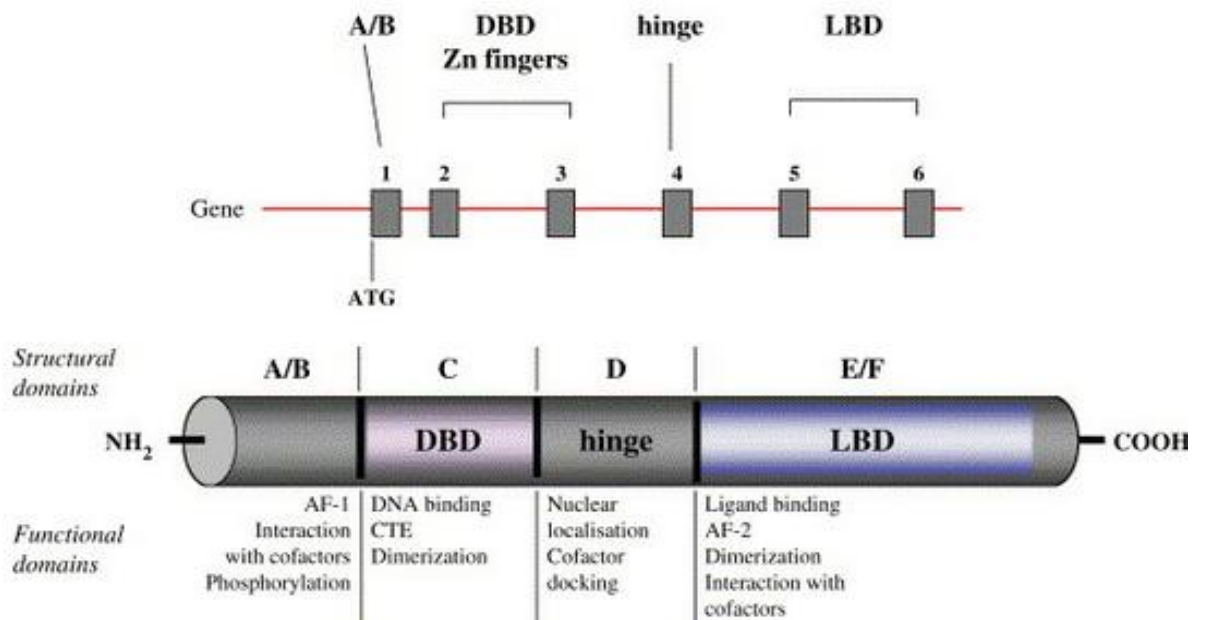 A/B
DBD
Zn fingers
hinge
LBD
1
2
3
4
5
6
Gene
ATG
Structural
domains
A/B
C
D
E/F
NH2
DBD
hinge
LBD
COOH
Functional
domains
AF-1
Interaction
with cofactors
Phosphorylation
DNA binding
CTE
Dimerization
Nuclear
localisation
Cofactor
docking
Ligand binding
AF-2
Dimerization
Interaction with
cofactors